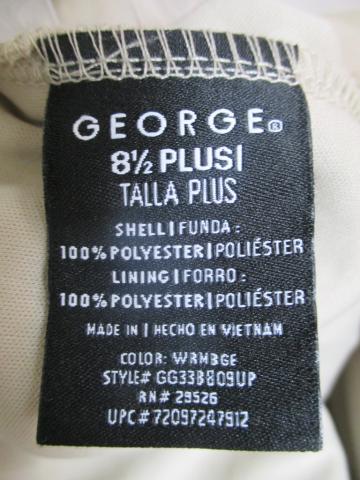 GEORGE®
8½ PLUS|
TALLA PLUS
SHELL|FUNDA:
100% POLYESTER|POLIÉSTER
LINING|FORRO:
100% POLYESTER|POLIÉSTER
MADE IN | HECHO EN VIETNAM
COLOR: WRMBGE
STYLE# GG33B809UP
RN# 29526
UPC# 72097247912